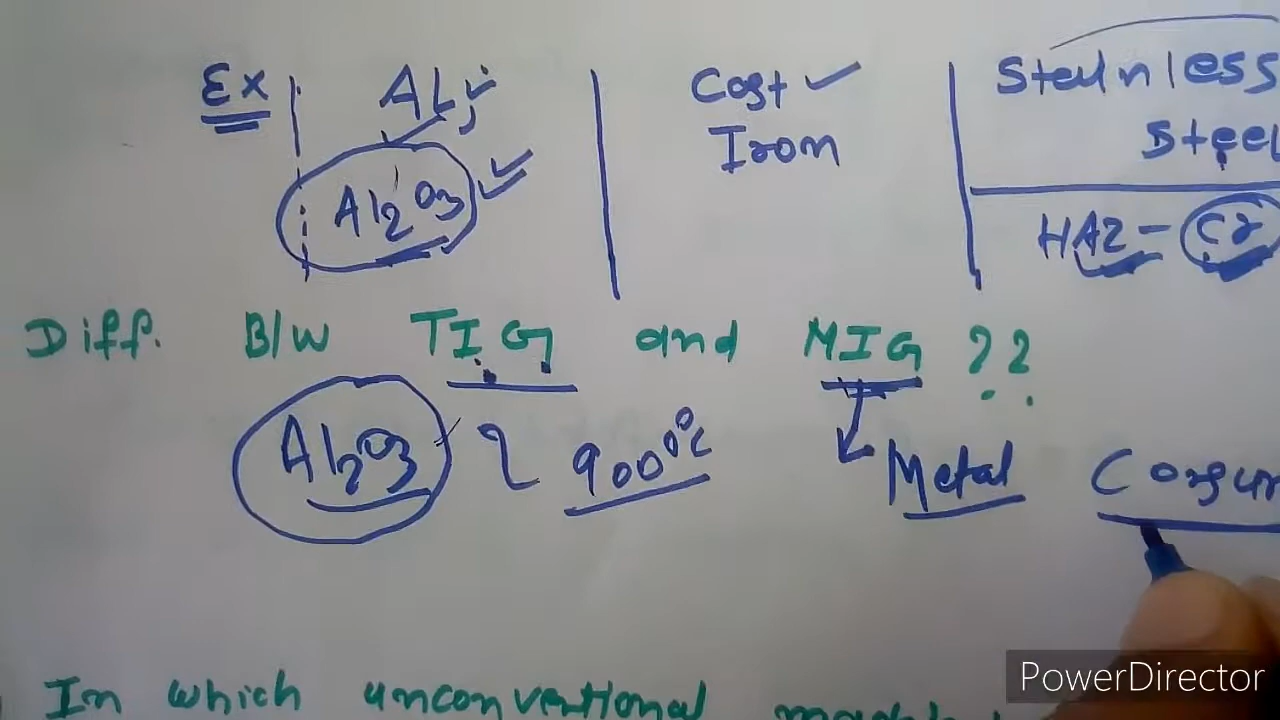 Ex AL; Cast Stainless
Iron Steel
Al2O3
HAZ - Cr
Diff. B/W TIG and MIG ??
Al2O3 900°C Metal Consum
In which unconventional
PowerDirector